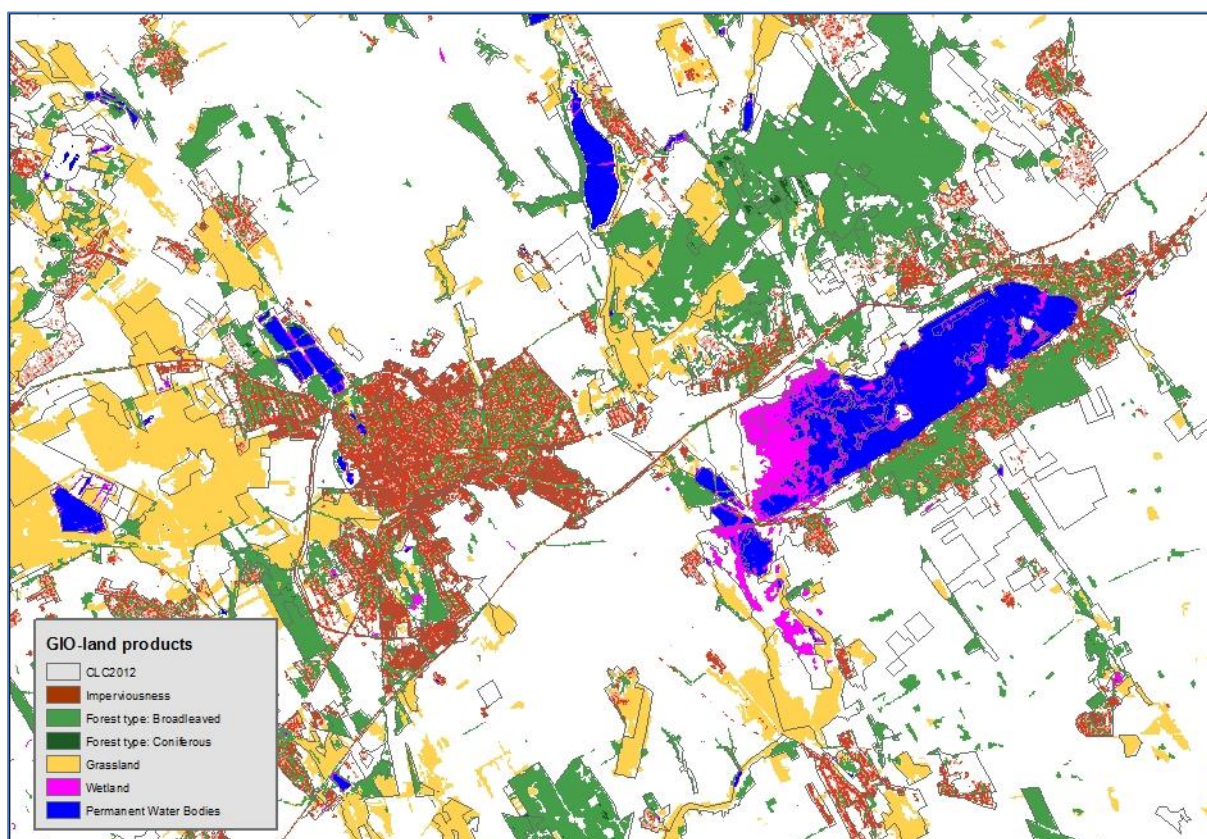 GIO-land products
CLC2012
Imperviousness
Forest type: Broadleaved
Forest type: Coniferous
Grassland
Wetland
Permanent Water Bodies